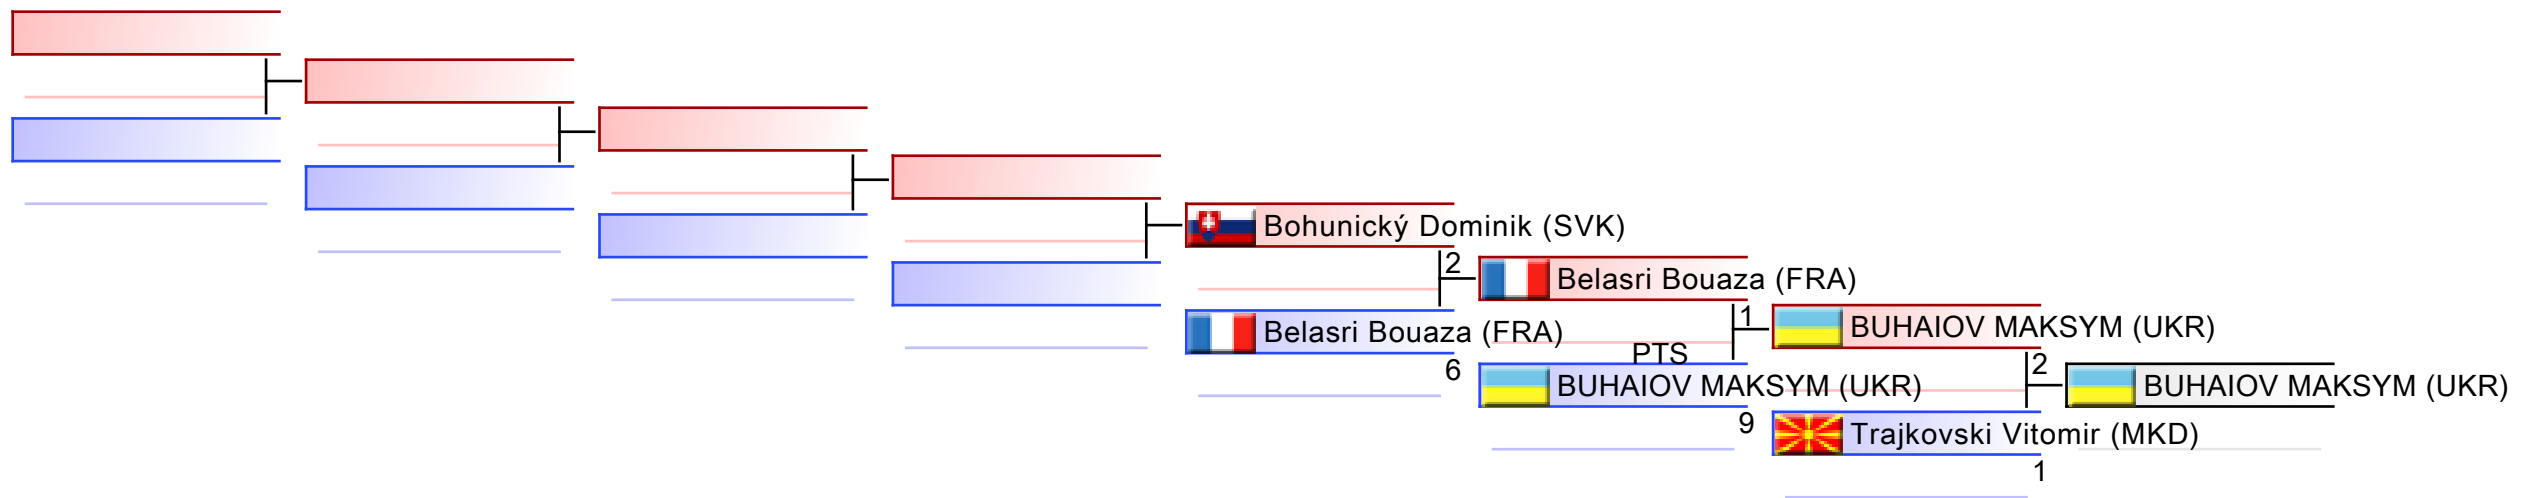 Bohunický Dominik (SVK)
2
Belasri Bouaza (FRA)
6
Belasri Bouaza (FRA)
1
PTS
BUHAIOV MAKSYM (UKR)
9
BUHAIOV MAKSYM (UKR)
2
Trajkovski Vitomir (MKD)
1
BUHAIOV MAKSYM (UKR)